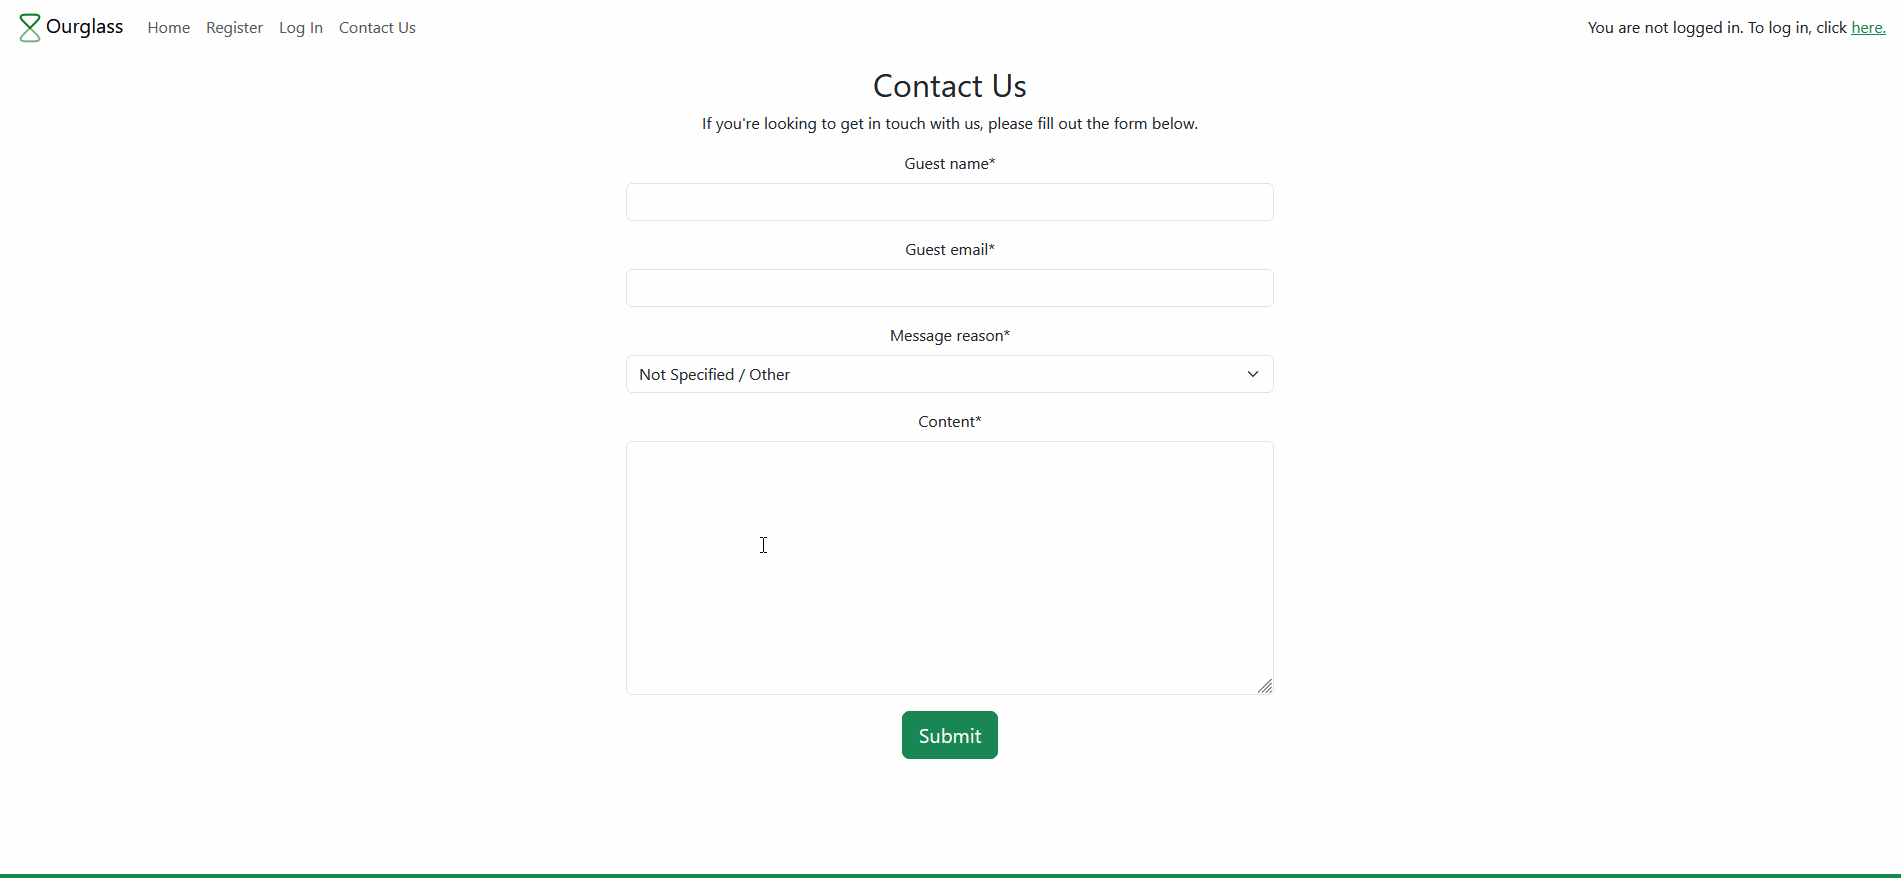 Ourglass Home Register Log In Contact Us You are not logged in. To log in, click here.
Contact Us
If you're looking to get in touch with us, please fill out the form below.
Guest name*
Guest email*
Message reason*
Not Specified / Other
Content*
Submit